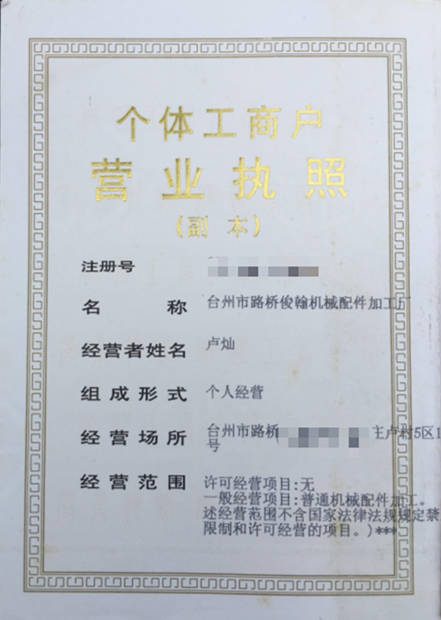 个体工商户
营业执照
(副本)
注册号
名 称 台州市路桥俊翰机械配件加工厂
经营者姓名 卢灿
组成形式 个人经营
经营场所 台州市路桥 主卢村5区1
号
经营范围 许可经营项目:无
一般经营项目:普通机械配件加工。
述经营范围不含国家法律法规规定禁
限制和许可经营的项目。)***